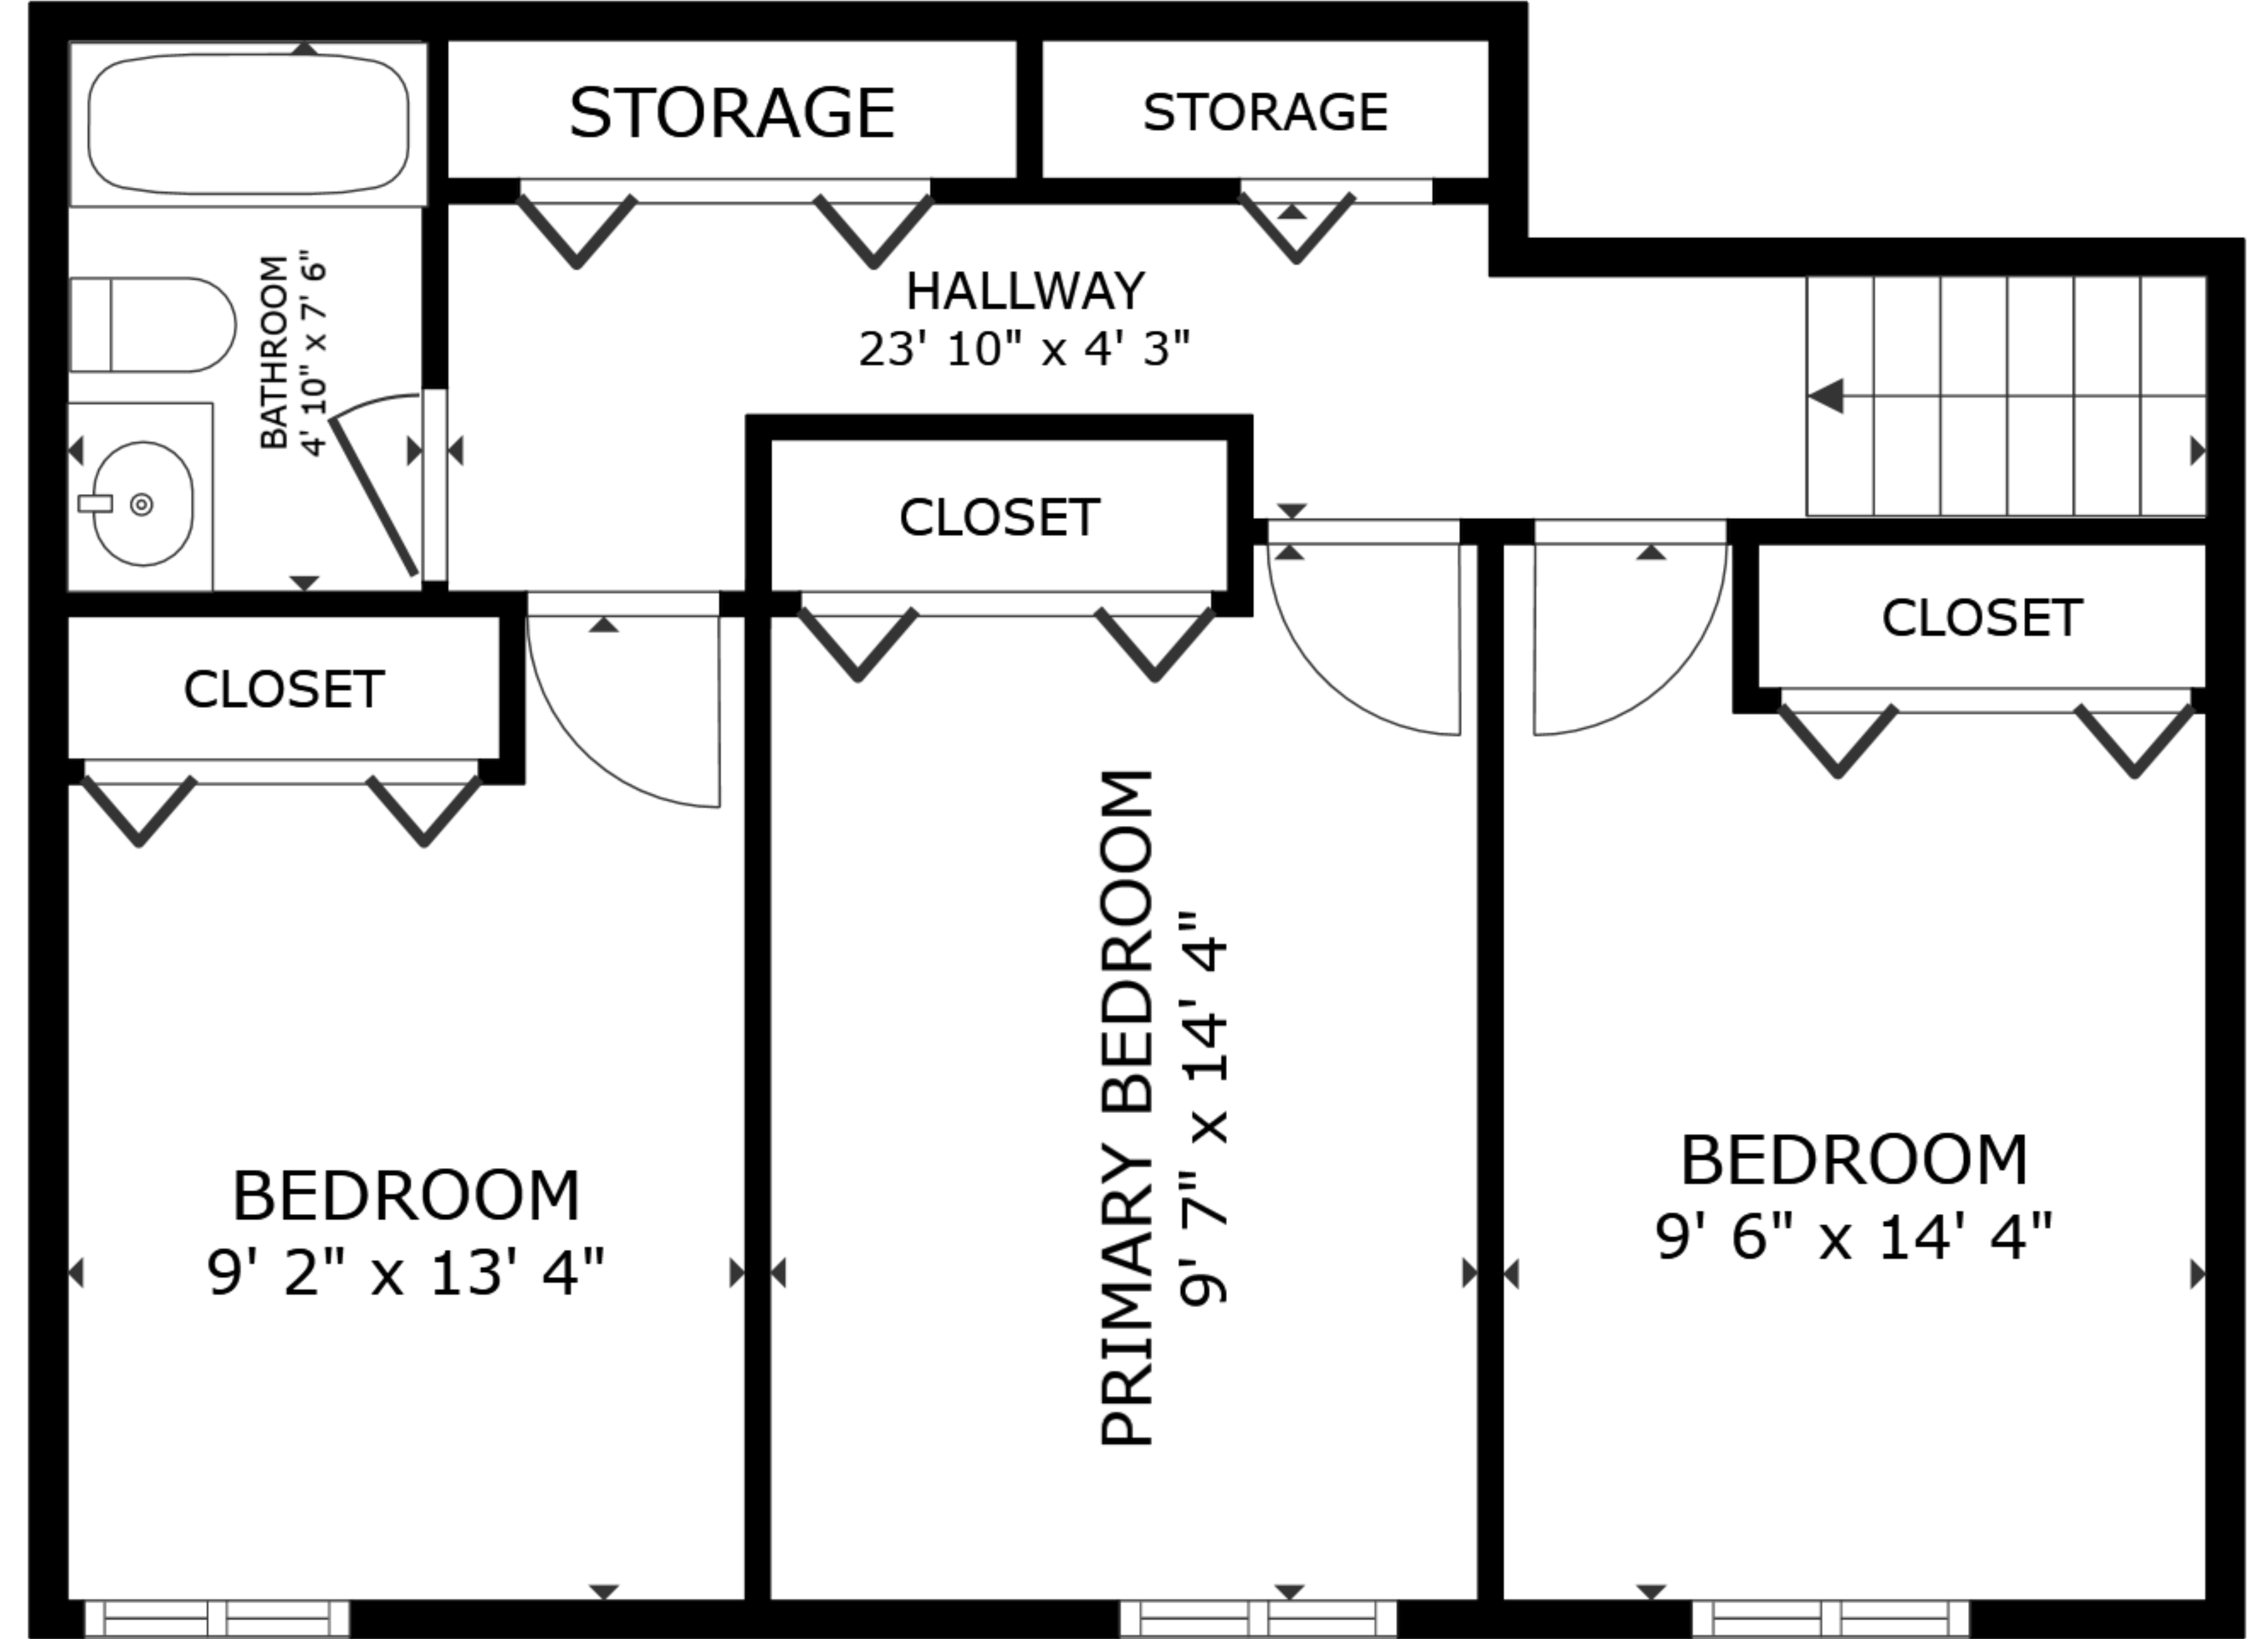 STORAGE
STORAGE
BATHROOM
4' 10" x 7' 6"
HALLWAY
23' 10" x 4' 3"
CLOSET
CLOSET
CLOSET
PRIMARY BEDROOM
9' 7" x 14' 4"
BEDROOM
9' 2" x 13' 4"
BEDROOM
9' 6" x 14' 4"